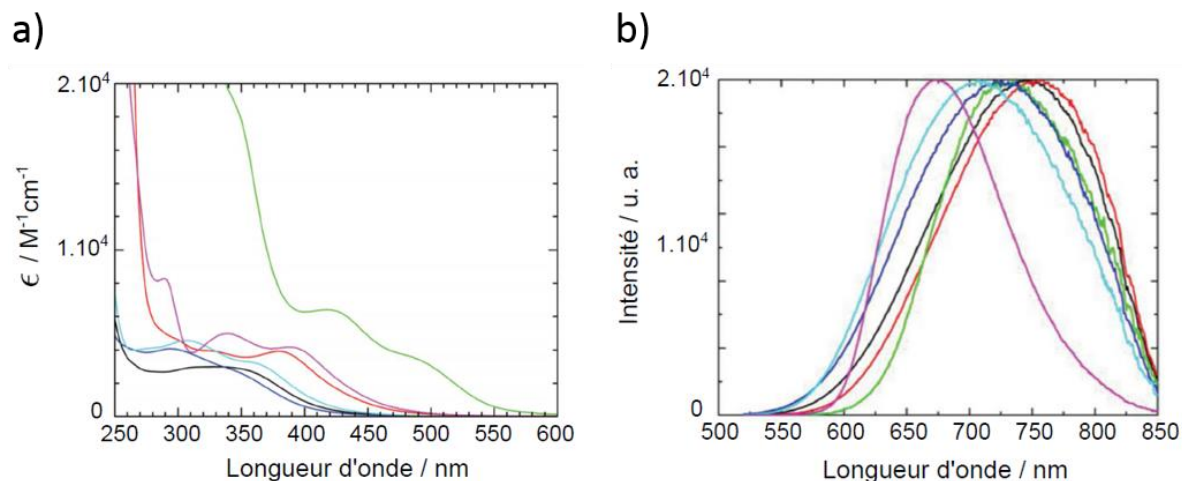 a)
b)
2.10⁴
1.10⁴
0
ϵ / M⁻¹cm⁻¹
250 300 350 400 450 500 550 600
Longueur d'onde / nm
2.10⁴
1.10⁴
0
Intensité / u. a.
500 550 600 650 700 750 800 850
Longueur d'onde / nm